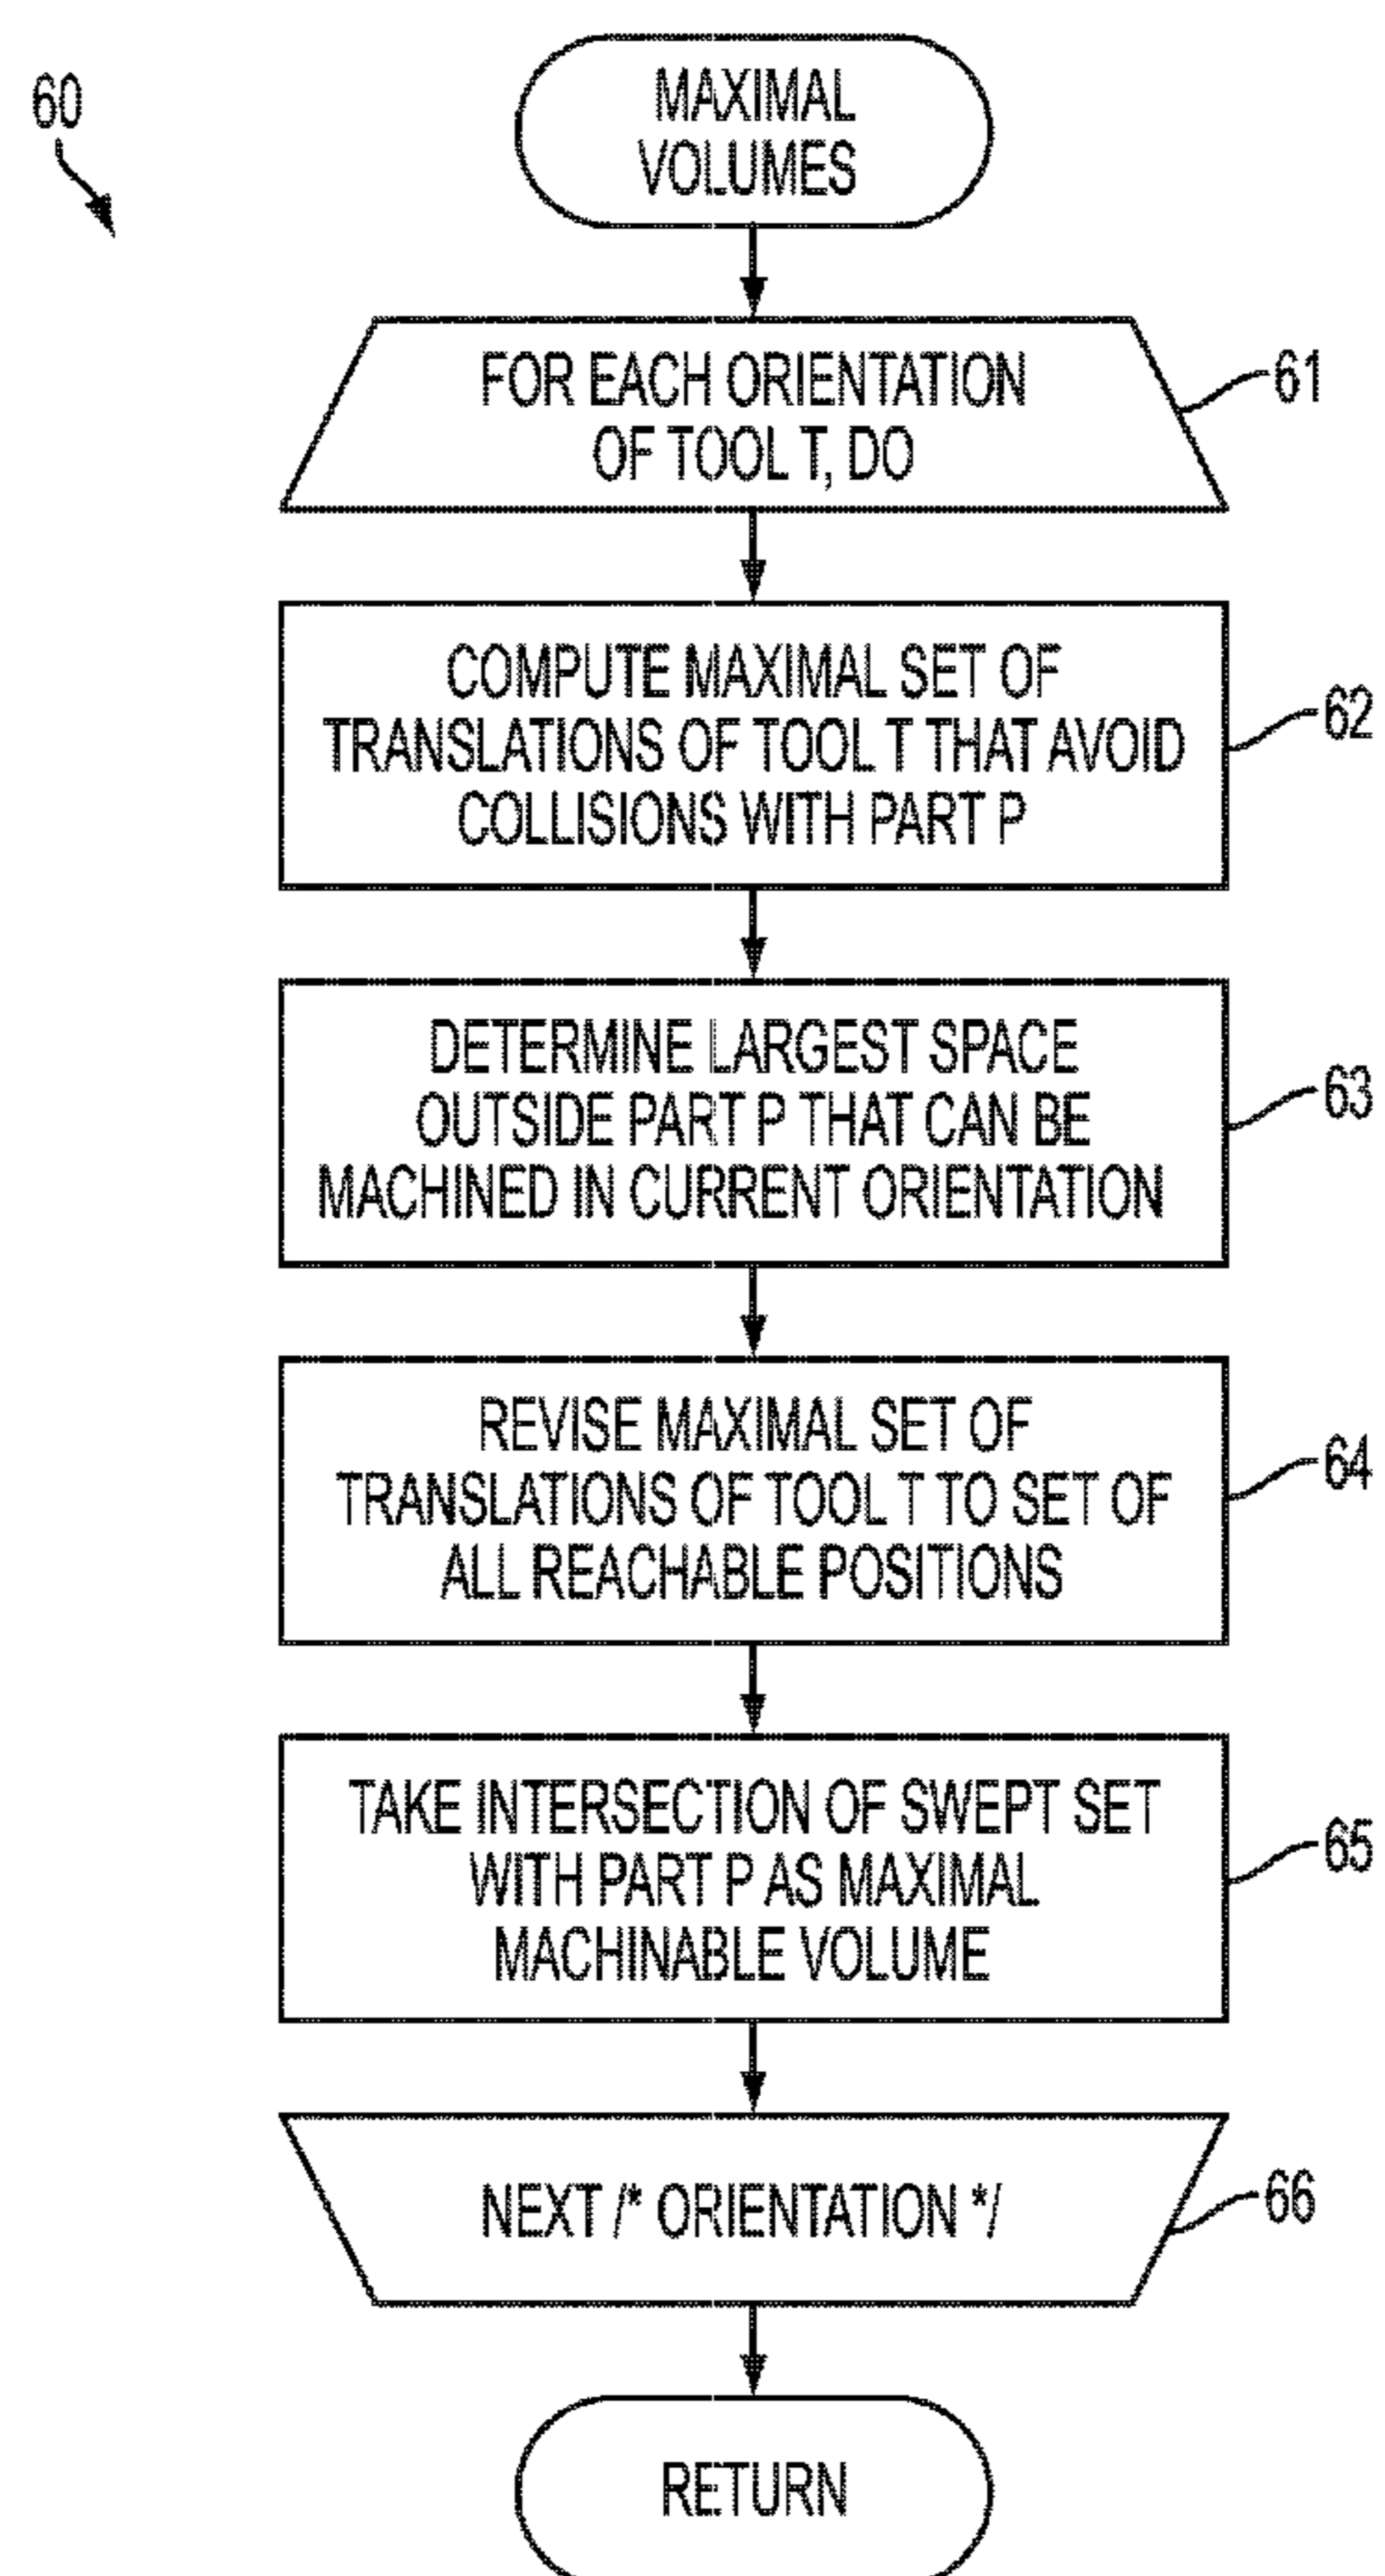 60
MAXIMAL
VOLUMES
FOR EACH ORIENTATION
OF TOOL T, DO
61
COMPUTE MAXIMAL SET OF
TRANSLATIONS OF TOOL T THAT AVOID
COLLISIONS WITH PART P
62
DETERMINE LARGEST SPACE
OUTSIDE PART P THAT CAN BE
MACHINED IN CURRENT ORIENTATION
63
REVISE MAXIMAL SET OF
TRANSLATIONS OF TOOL T TO SET OF
ALL REACHABLE POSITIONS
64
TAKE INTERSECTION OF SWEPT SET
WITH PART P AS MAXIMAL
MACHINABLE VOLUME
65
NEXT /* ORIENTATION */
66
RETURN